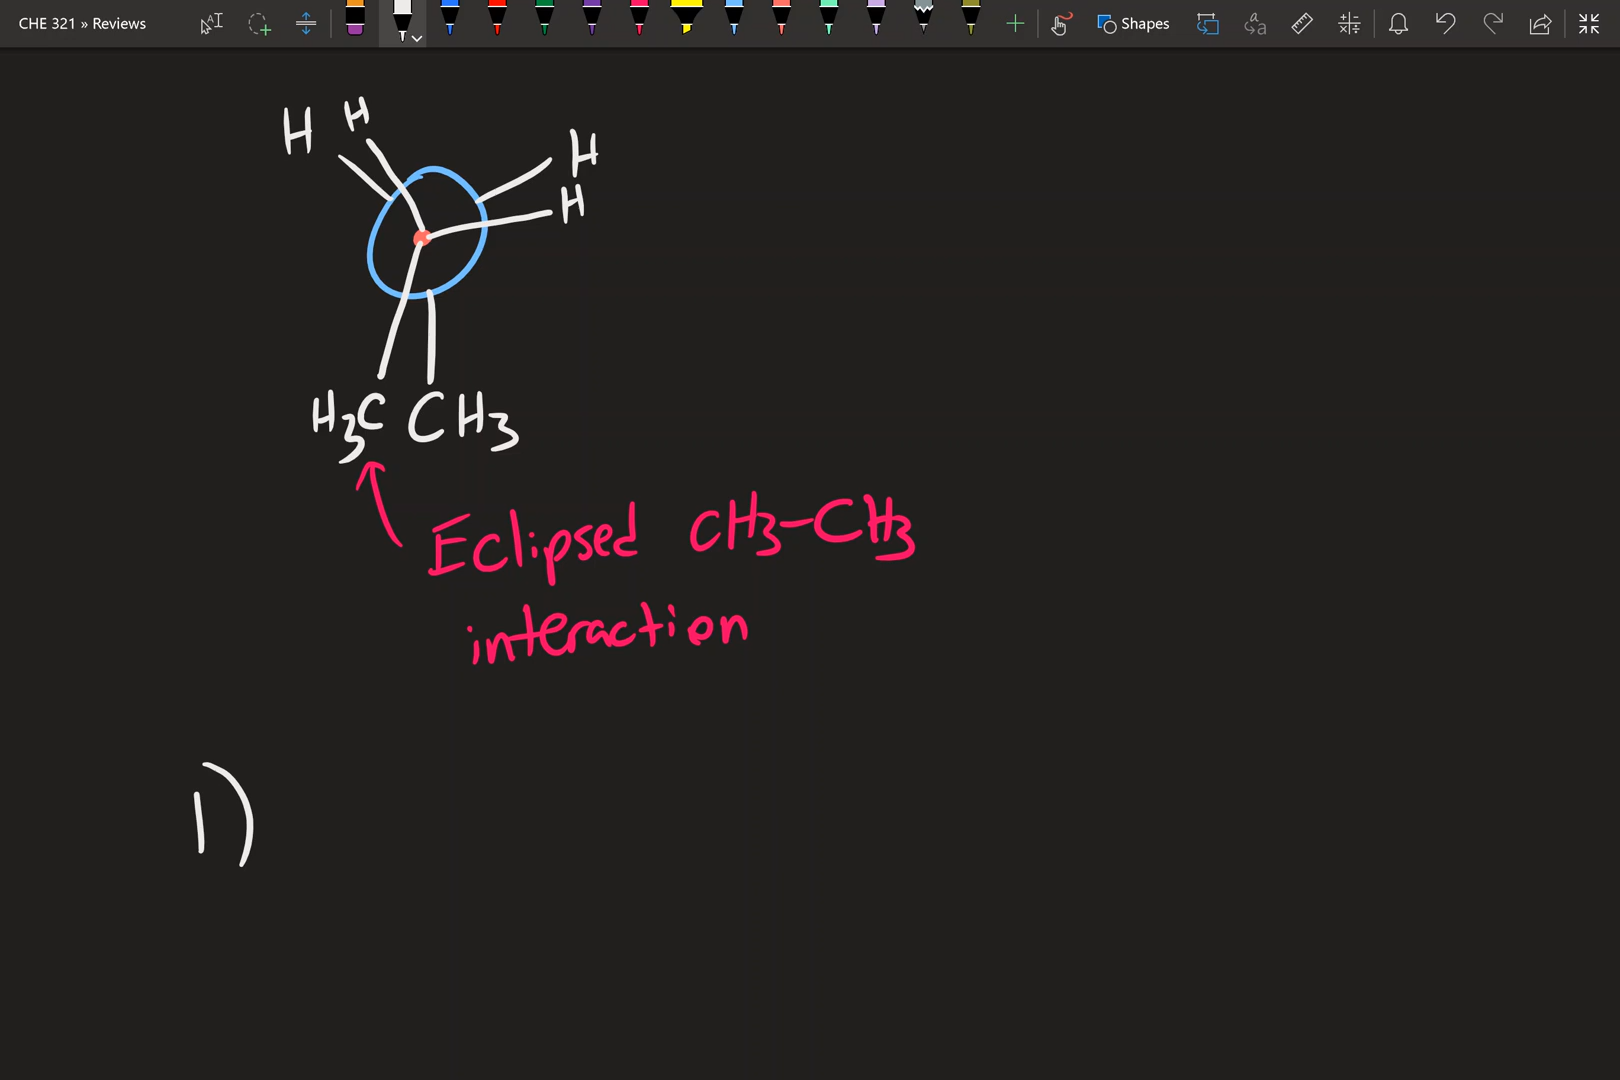 CHE 321 » Reviews
Shapes
H H
H
H
H3C CH3
Eclipsed CH3-CH3
interaction
1)